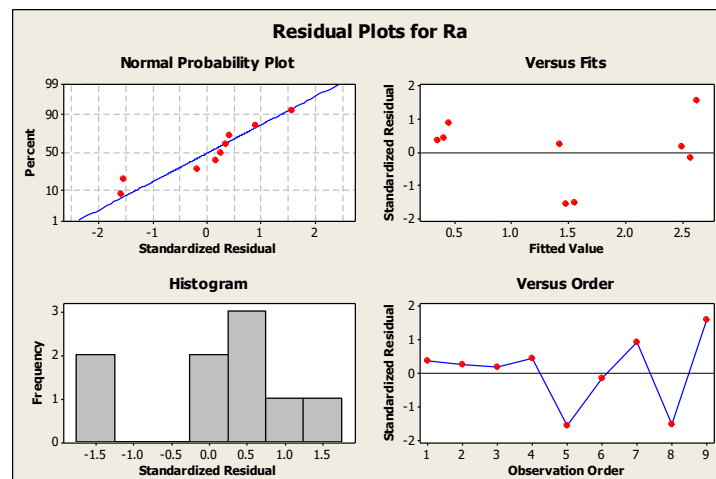 Residual Plots for Ra
Normal Probability Plot
Percent
99
90
50
10
1
-2 -1 0 1 2
Standardized Residual
Versus Fits
Standardized Residual
2
1
0
-1
-2
0.5 1.0 1.5 2.0 2.5
Fitted Value
Histogram
Frequency
3
2
1
0
-1.5 -1.0 -0.5 0.0 0.5 1.0 1.5
Standardized Residual
Versus Order
Standardized Residual
2
1
0
-1
-2
1 2 3 4 5 6 7 8 9
Observation Order